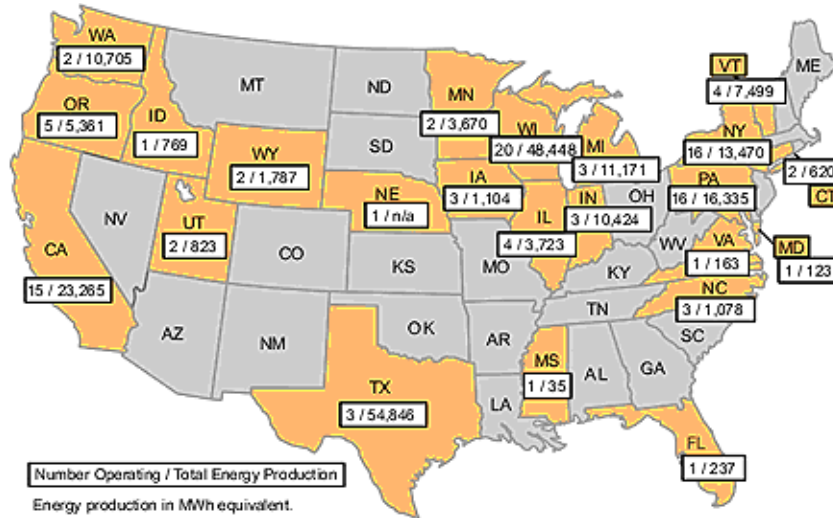 WA
2 / 10,705
OR
5 / 5,361
ID
1 / 769
MT
ND
SD
WY
2 / 1,787
MN
2 / 3,670
WI
20 / 48,448
MI
3 / 11,171
VT
4 / 7,499
ME
NY
16 / 13,470
2 / 620
CT
PA
16 / 16,335
NE
1 / n/a
IA
3 / 1,104
IL
4 / 3,723
IN
3 / 10,424
OH
WV
VA
1 / 163
MD
1 / 123
CA
15 / 23,265
NV
UT
2 / 823
CO
KS
MO
KY
NC
3 / 1,078
TN
SC
AZ
NM
OK
AR
MS
1 / 35
AL
GA
TX
3 / 54,846
LA
FL
1 / 237
Number Operating / Total Energy Production
Energy production in MWh equivalent.